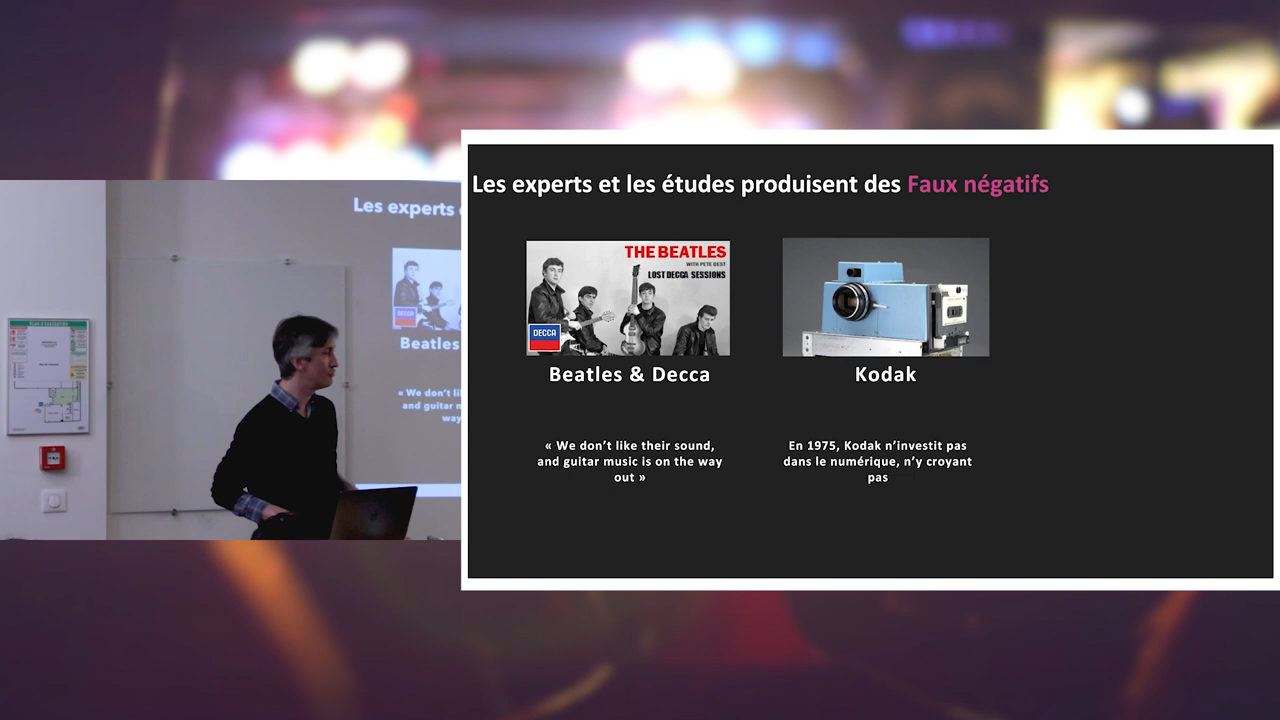 Les experts et les études produisent des Faux négatifs
THE BEATLES
WITH PETE BEST
LOST DECCA SESSIONS
DECCA
Beatles & Decca
« We don’t like their sound,
and guitar music is on the way
out »
Kodak
En 1975, Kodak n’investit pas
dans le numérique, n’y croyant
pas
Les experts
Beatles
« We don't li
and guitar m
way